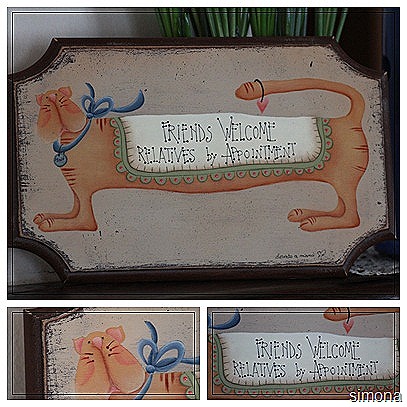 FRIENDS WELCOME
RELATIVES by APPOINTMENT
FRIENDS WELCOME
RELATIVES by APPOINTMENT
simona